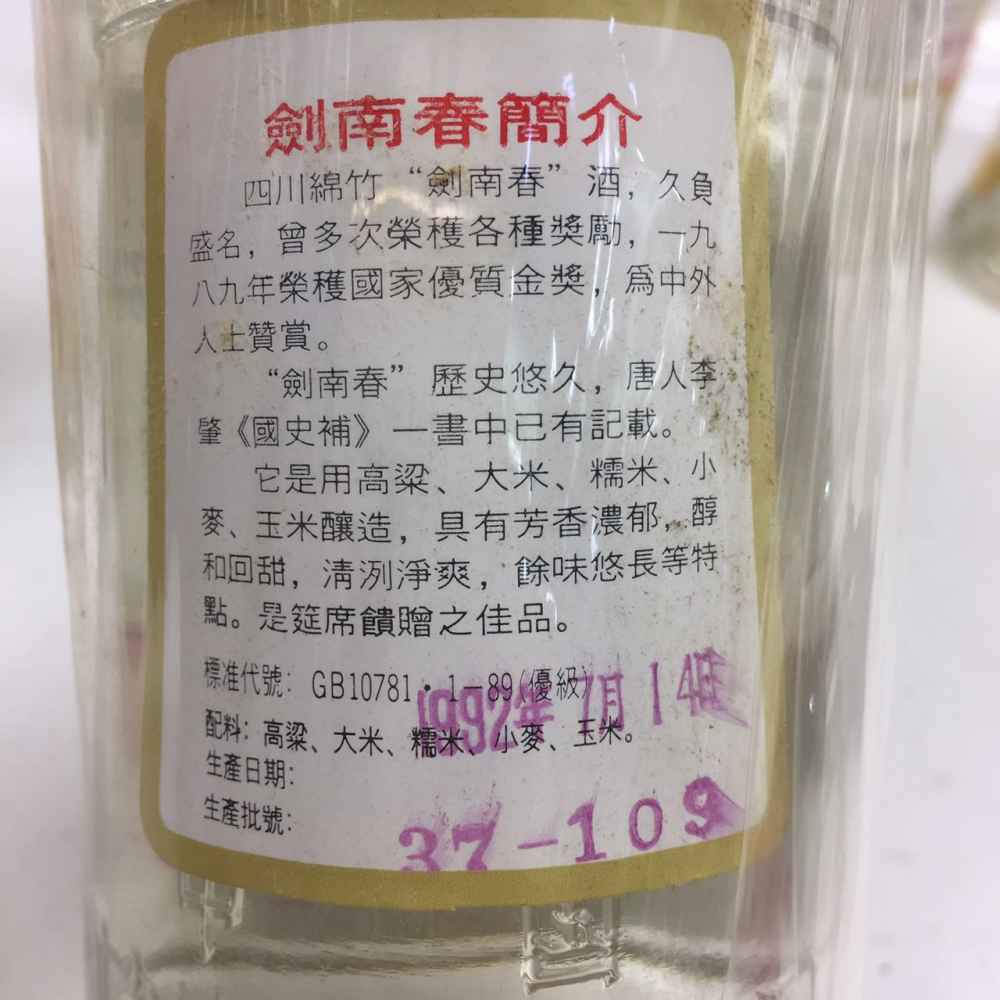 劍南春簡介
四川綿竹“劍南春”酒，久負
盛名，曾多次榮穫各種獎勵，一九
八九年榮穫國家優質金獎，爲中外
人士贊賞。
“劍南春”歷史悠久，唐人李
肇《國史補》一書中已有記載。
它是用高粱、大米、糯米、小
麥、玉米釀造，具有芳香濃郁，醇
和回甜，清洌淨爽，餘味悠長等特
點。是筵席饋贈之佳品。
標准代號：GB10781·1-89(優級)
1992年 月14日
配料：高粱、大米、糯米、小麥、玉米。
生產日期：
生產批號：
37-109